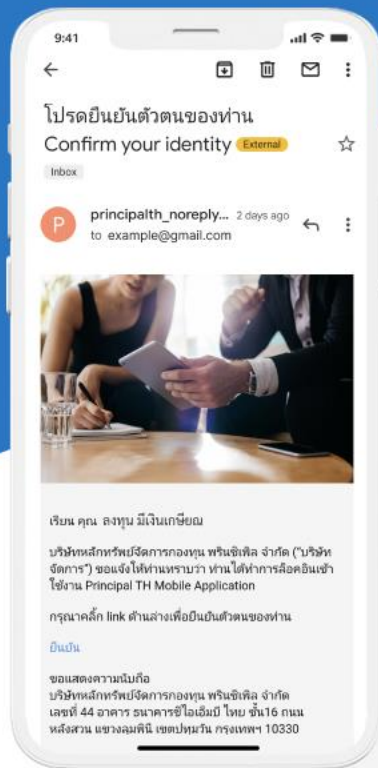 9:41
โปรดยืนยันตัวตนของท่าน
Confirm your identity External
Inbox
P
principalth_noreply... 2 days ago
to example@gmail.com
เรียน คุณ ลงทุน มีเงินเกษียณ
บริษัทหลักทรัพย์จัดการกองทุน พรินซิเพิล จำกัด ("บริษัท
จัดการ") ขอแจ้งให้ท่านทราบว่า ท่านได้ทำการล็อคอินเข้า
ใช้งาน Principal TH Mobile Application
กรุณาคลิ้ก link ด้านล่างเพื่อยืนยันตัวตนของท่าน
ยืนยัน
ขอแสดงความนับถือ
บริษัทหลักทรัพย์จัดการกองทุน พรินซิเพิล จำกัด
เลขที่ 44 อาคาร ธนาคารซีไอเอ็มบี ไทย ชั้น16 ถนน
หลังสวน แขวงลุมพินี เขตปทุมวัน กรุงเทพฯ 10330